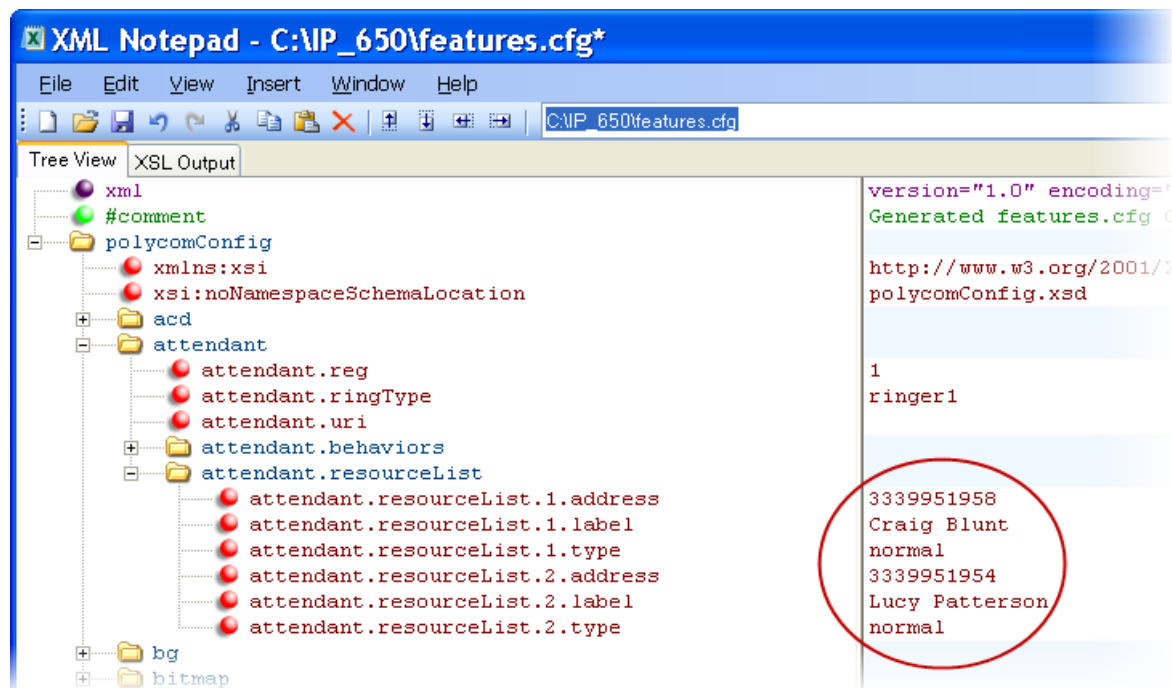 XML Notepad - C:\IP_650\features.cfg*
File Edit View Insert Window Help
C:\IP_650\features.cfg
Tree View XSL Output
xml version="1.0" encoding="
#comment Generated features.cfg
polycomConfig
xmlns:xsi http://www.w3.org/2001/
xsi:noNamespaceSchemaLocation polycomConfig.xsd
acd
attendant
attendant.reg 1
attendant.ringType ringer1
attendant.uri
attendant.behaviors
attendant.resourceList
attendant.resourceList.1.address 3339951958
attendant.resourceList.1.label Craig Blunt
attendant.resourceList.1.type normal
attendant.resourceList.2.address 3339951954
attendant.resourceList.2.label Lucy Patterson
attendant.resourceList.2.type normal
bg
bitmap